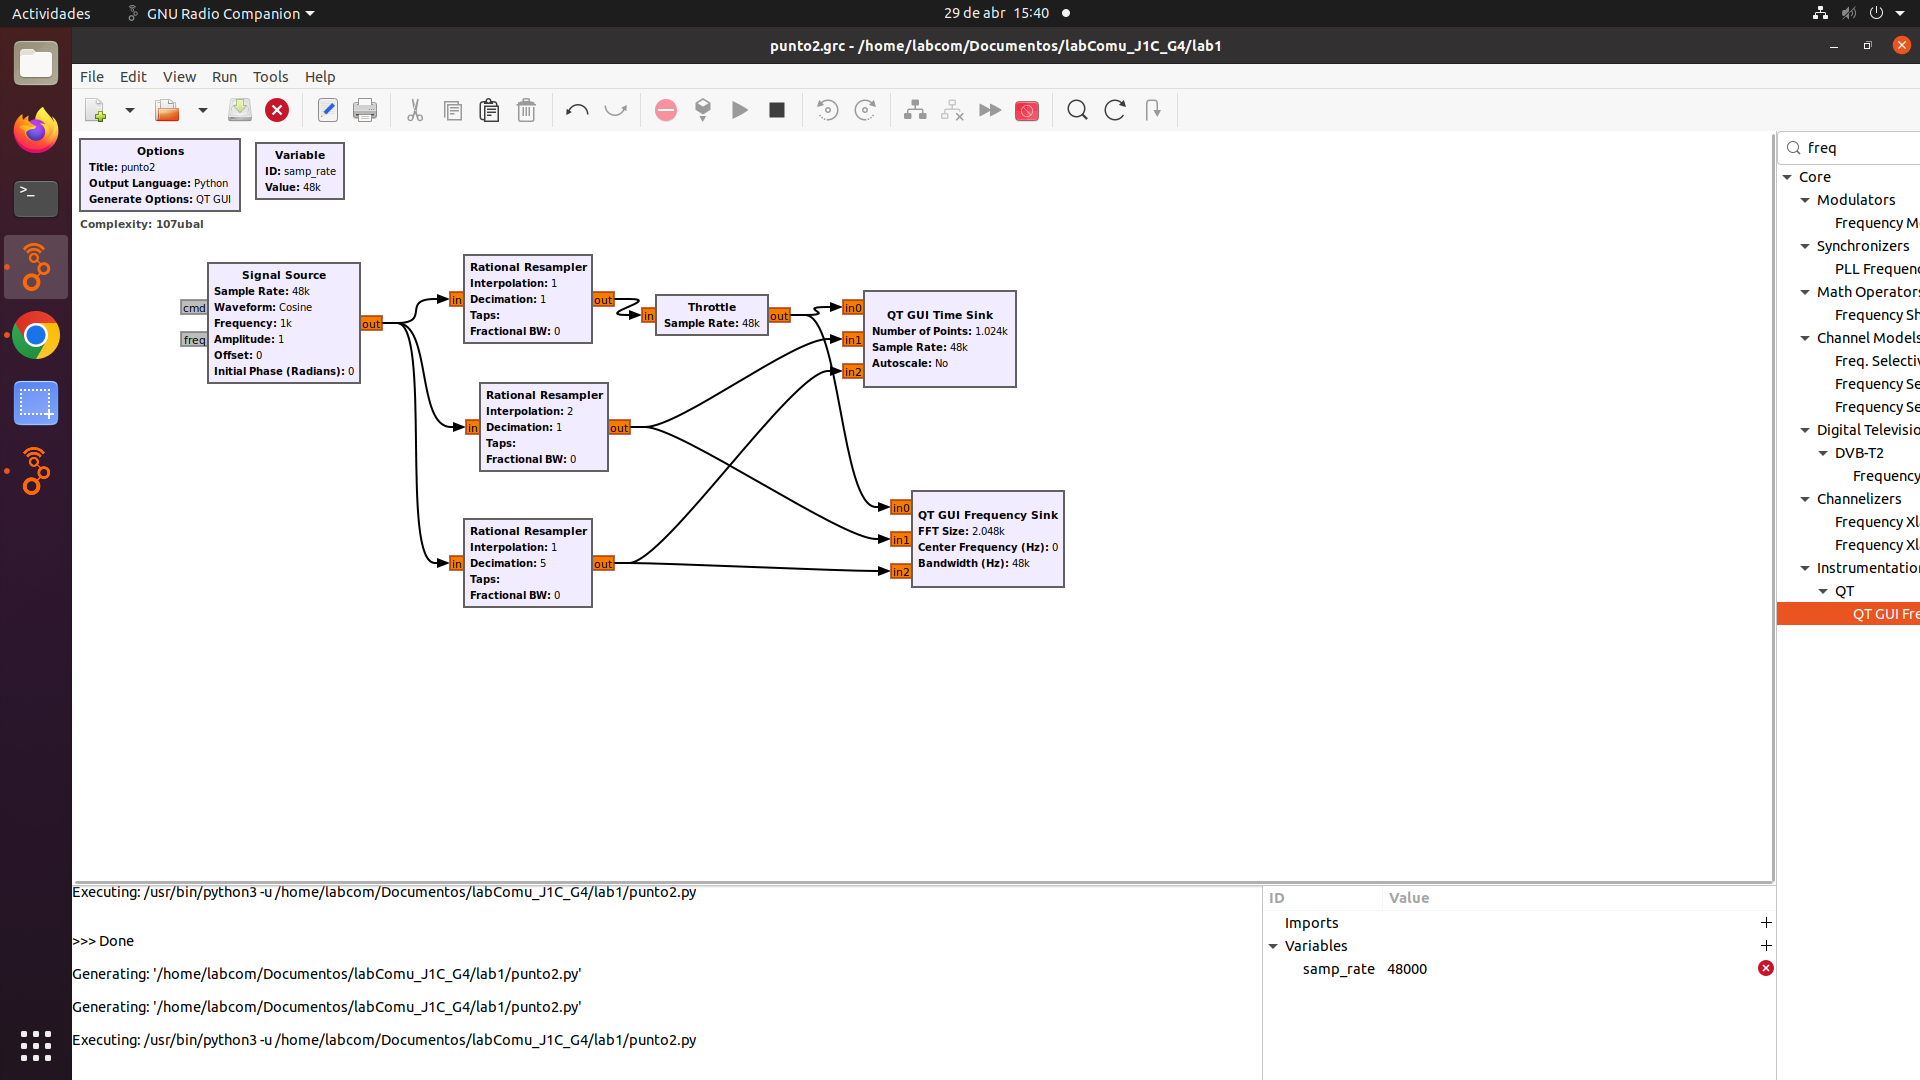 Actividades
GNU Radio Companion
29 de abr 15:40
punto2.grc - /home/labcom/Documentos/labComu_J1C_G4/lab1
File Edit View Run Tools Help
Options
Title: punto2
Output Language: Python
Generate Options: QT GUI
Complexity: 107ubal
Variable
ID: samp_rate
Value: 48k
Signal Source
Sample Rate: 48k
Waveform: Cosine
Frequency: 1k
Amplitude: 1
Offset: 0
Initial Phase (Radians): 0
cmd
freq
out
Rational Resampler
Interpolation: 1
Decimation: 1
Taps:
Fractional BW: 0
in
out
Throttle
Sample Rate: 48k
in
out
QT GUI Time Sink
Number of Points: 1.024k
Sample Rate: 48k
Autoscale: No
in0
in1
in2
Rational Resampler
Interpolation: 2
Decimation: 1
Taps:
Fractional BW: 0
in
out
Rational Resampler
Interpolation: 1
Decimation: 5
Taps:
Fractional BW: 0
in
out
QT GUI Frequency Sink
FFT Size: 2.048k
Center Frequency (Hz): 0
Bandwidth (Hz): 48k
in0
in1
in2
freq
Core
Modulators
Frequency M
Synchronizers
PLL Frequen
Math Operators
Frequency Sh
Channel Models
Freq. Selectiv
Frequency Se
Frequency Se
Digital Televisio
DVB-T2
Frequency
Channelizers
Frequency Xl
Frequency Xl
Instrumentation
QT
QT GUI Fre
Executing: /usr/bin/python3 -u /home/labcom/Documentos/labComu_J1C_G4/lab1/punto2.py
>>> Done
Generating: '/home/labcom/Documentos/labComu_J1C_G4/lab1/punto2.py'
Generating: '/home/labcom/Documentos/labComu_J1C_G4/lab1/punto2.py'
Executing: /usr/bin/python3 -u /home/labcom/Documentos/labComu_J1C_G4/lab1/punto2.py
ID Value
Imports
Variables
samp_rate 48000